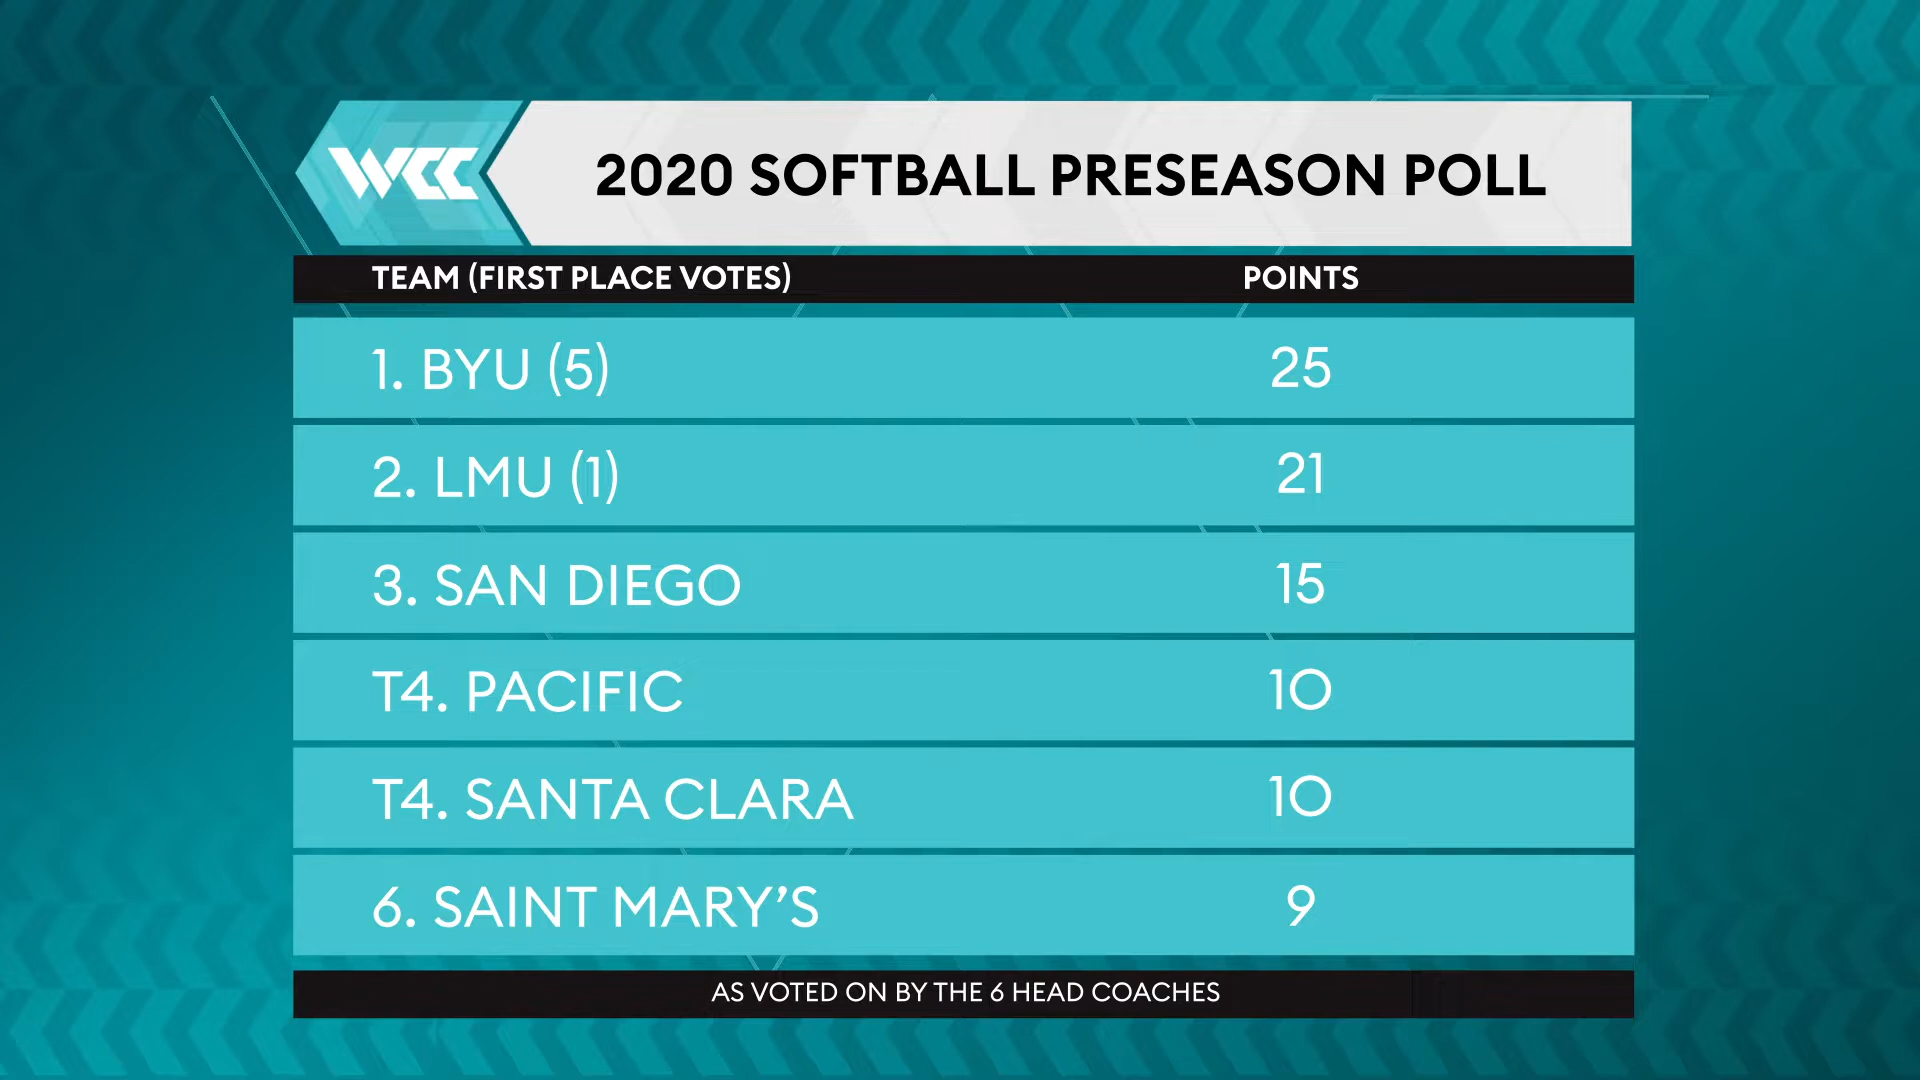 WCC
2020 SOFTBALL PRESEASON POLL
TEAM (FIRST PLACE VOTES) POINTS
1. BYU (5) 25
2. LMU (1) 21
3. SAN DIEGO 15
T4. PACIFIC 10
T4. SANTA CLARA 10
6. SAINT MARY’S 9
AS VOTED ON BY THE 6 HEAD COACHES